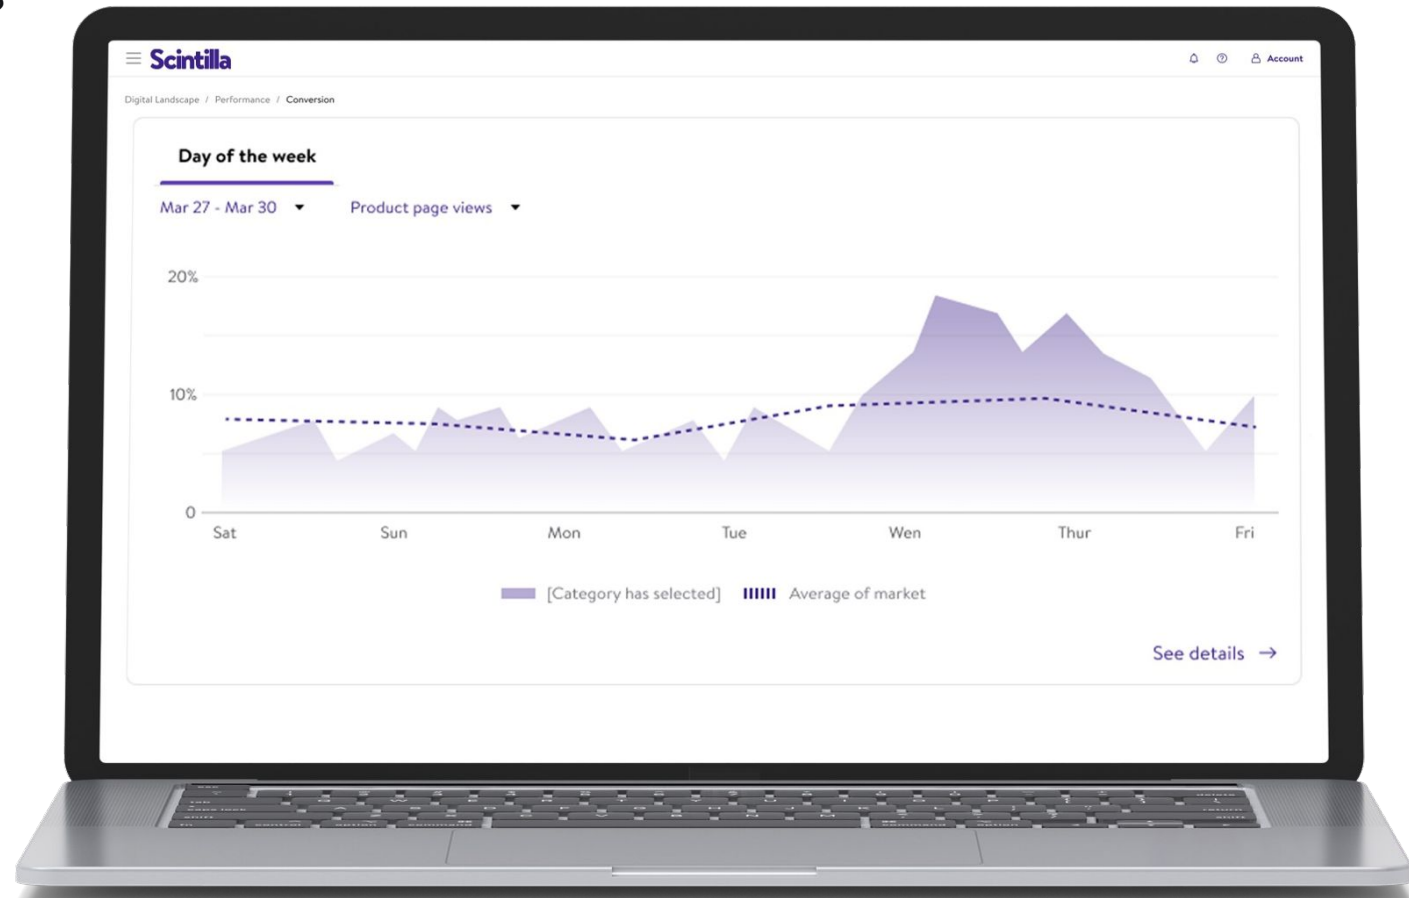 Scintilla
Account
Digital Landscape / Performance / Conversion
Day of the week
Mar 27 - Mar 30
Product page views
20%
10%
0
Sat Sun Mon Tue Wen Thur Fri
[Category has selected] Average of market
See details →